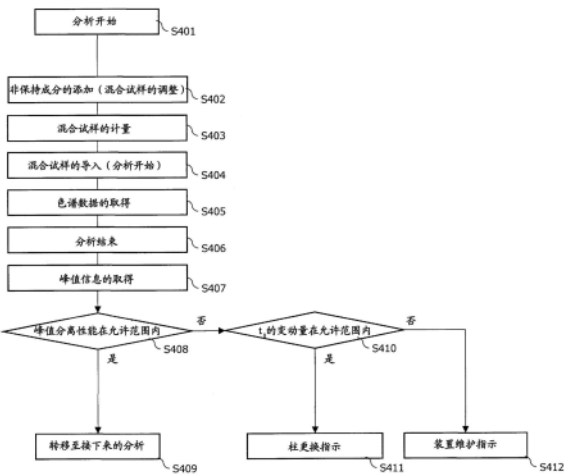 分析开始
S401
非保持成分的添加(混合试样的调整)
S402
混合试样的计量
S403
混合试样的导入(分析开始)
S404
色谱数据的取得
S405
分析结束
S406
峰值信息的取得
S407
峰值分离性能在允许范围内
S408
否
t₀的变动量在允许范围内
S410
否
是
是
转移至接下来的分析
S409
柱更换指示
S411
装置维护指示
S412